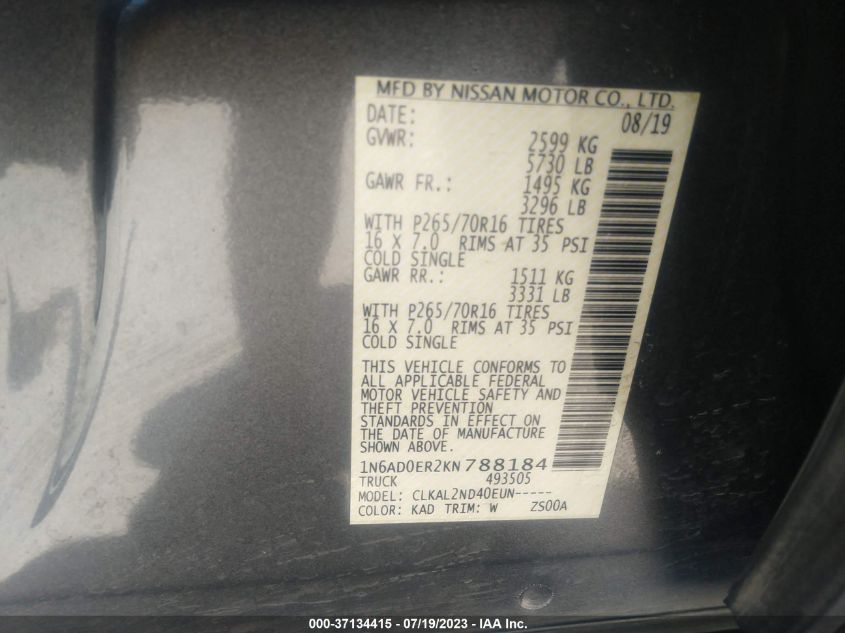 MFD BY NISSAN MOTOR CO., LTD.
DATE: 08/19
GVWR: 2599 KG
5730 LB
GAWR FR.: 1495 KG
3296 LB
WITH P265/70R16 TIRES
16 X 7.0 RIMS AT 35 PSI
COLD SINGLE
GAWR RR.: 1511 KG
3331 LB
WITH P265/70R16 TIRES
16 X 7.0 RIMS AT 35 PSI
COLD SINGLE
THIS VEHICLE CONFORMS TO
ALL APPLICABLE FEDERAL
MOTOR VEHICLE SAFETY AND
THEFT PREVENTION
STANDARDS IN EFFECT ON
THE DATE OF MANUFACTURE
SHOWN ABOVE.
1N6AD0ER2KN788184
TRUCK 493505
MODEL: CLKAL2ND40EUN-----
COLOR: KAD TRIM: W ZS00A
000-37134415 - 07/19/2023 - IAA Inc.